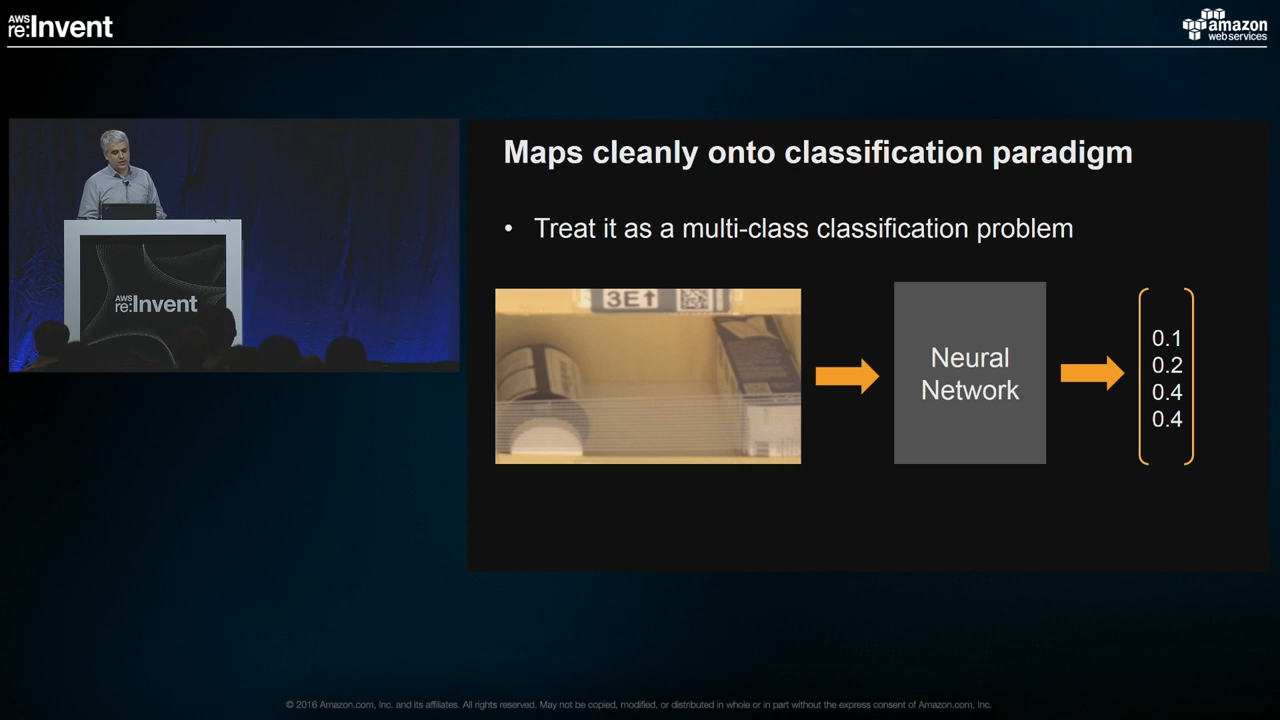 AWS
re:Invent
amazon
web services
Maps cleanly onto classification paradigm
• Treat it as a multi-class classification problem
3E↑
Neural
Network
0.1
0.2
0.4
0.4
AWS
re:Invent
© 2016 Amazon.com, Inc. and its affiliates. All rights reserved. May not be copied, modified, or distributed in whole or in part without the express consent of Amazon.com, Inc.